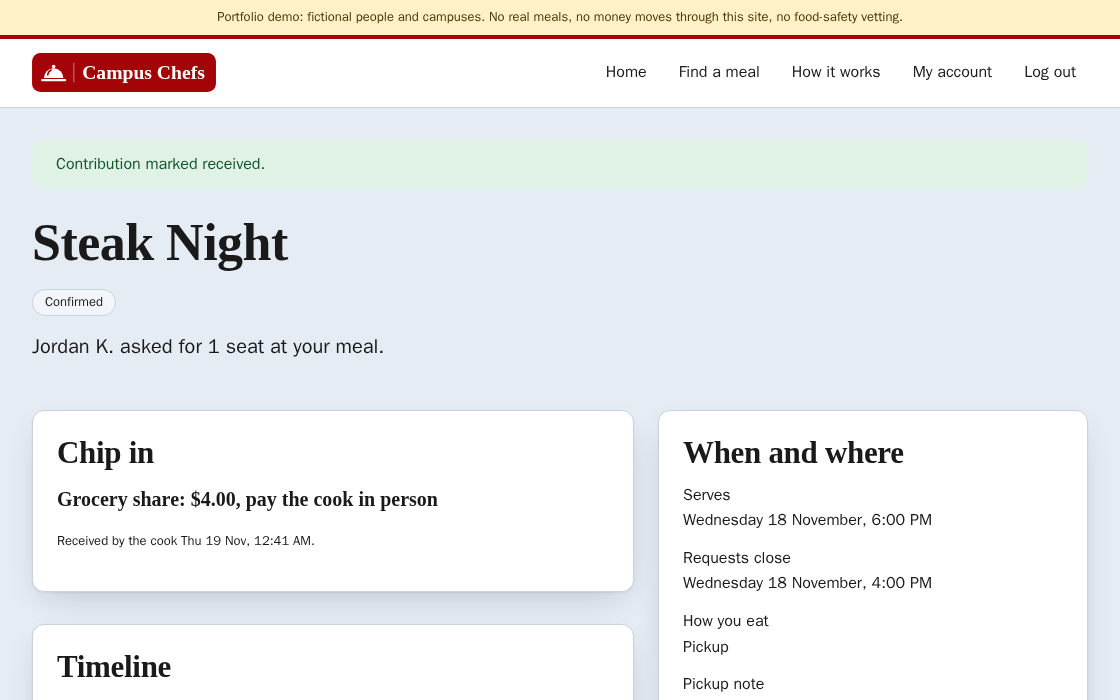 Portfolio demo: fictional people and campuses. No real meals, no money moves through this site, no food-safety vetting.
Campus Chefs
Home
Find a meal
How it works
My account
Log out
Contribution marked received.
Steak Night
Confirmed
Jordan K. asked for 1 seat at your meal.
Chip in
Grocery share: $4.00, pay the cook in person
Received by the cook Thu 19 Nov, 12:41 AM.
Timeline
When and where
Serves
Wednesday 18 November, 6:00 PM
Requests close
Wednesday 18 November, 4:00 PM
How you eat
Pickup
Pickup note